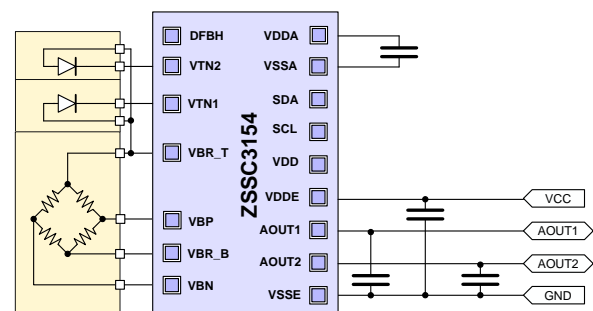 DFBH
VTN2
VTN1
VBR_T
VBP
VBR_B
VBN
ZSSC3154
VDDA
VSSA
SDA
SCL
VDD
VDDE
AOUT1
AOUT2
VSSE
VCC
AOUT1
AOUT2
GND